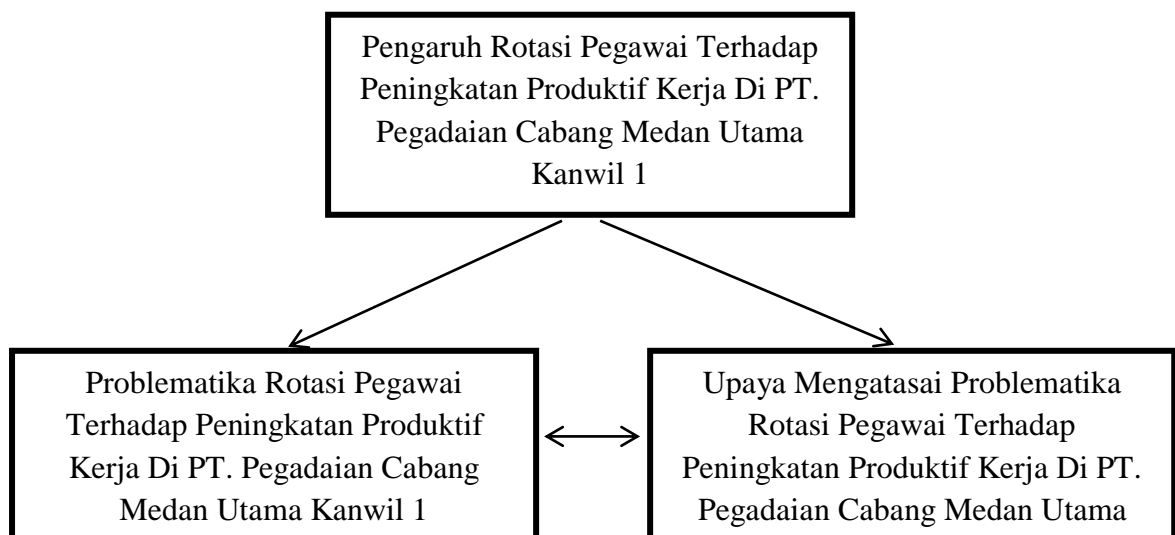 Pengaruh Rotasi Pegawai Terhadap
Peningkatan Produktif Kerja Di PT.
Pegadaian Cabang Medan Utama
Kanwil 1
Problematika Rotasi Pegawai
Terhadap Peningkatan Produktif
Kerja Di PT. Pegadaian Cabang
Medan Utama Kanwil 1
Upaya Mengatasai Problematika
Rotasi Pegawai Terhadap
Peningkatan Produktif Kerja Di PT.
Pegadaian Cabang Medan Utama